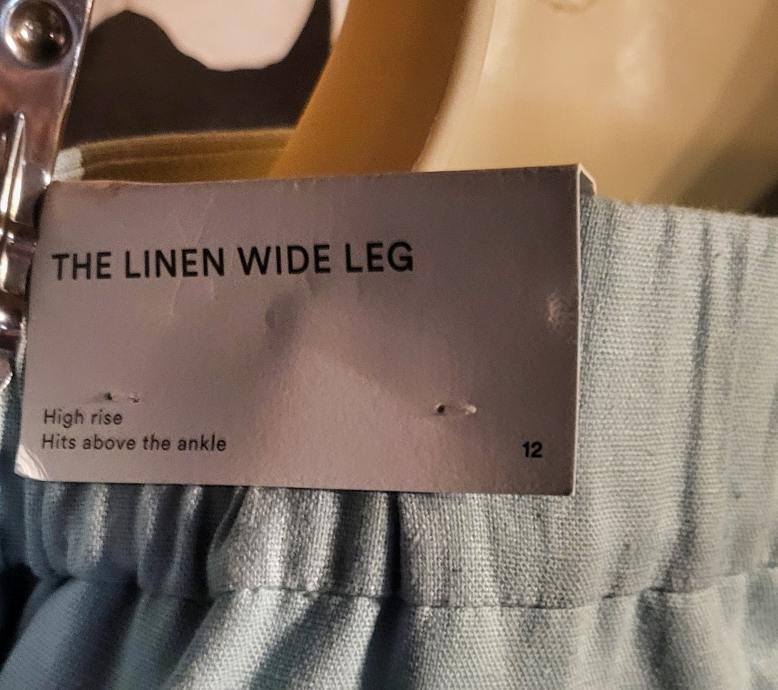 THE LINEN WIDE LEG
High rise
Hits above the ankle
12